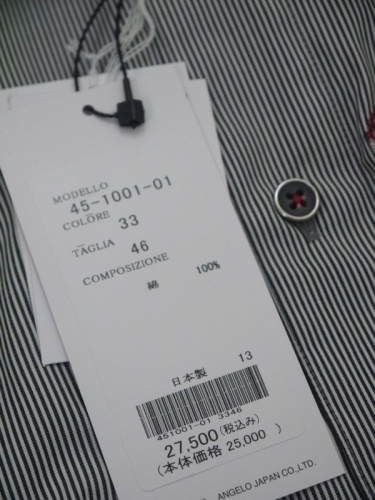 MODELLO
45-1001-01
COLORE
33
TAGLIA
46
COMPOSIZIONE
綿 100%
日本製 13
451001-01 3346
27,500(税込み)
(本体価格 25,000 )
ANGELO JAPAN CO.,LTD.